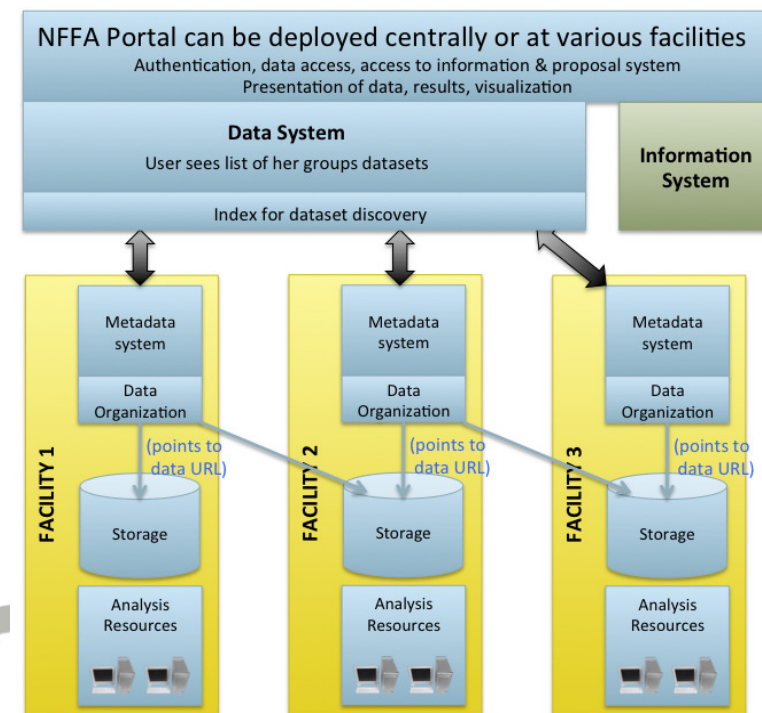 NFFA Portal can be deployed centrally or at various facilities
Authentication, data access, access to information & proposal system
Presentation of data, results, visualization
Data System
User sees list of her groups datasets
Index for dataset discovery
Information
System
FACILITY 1
Metadata
system
Data
Organization
(points to
data URL)
Storage
Analysis
Resources
FACILITY 2
Metadata
system
Data
Organization
(points to
data URL)
Storage
Analysis
Resources
FACILITY 3
Metadata
system
Data
Organization
(points to
data URL)
Storage
Analysis
Resources